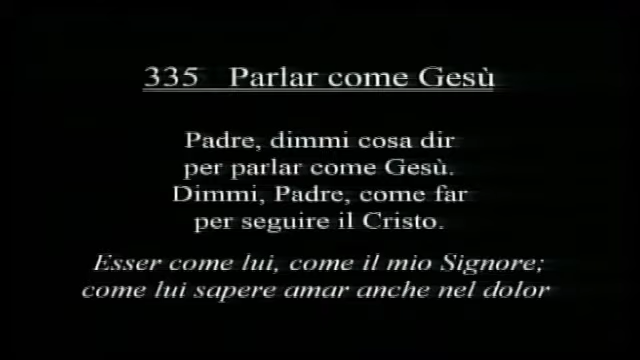 335 Parlar come Gesù
Padre, dimmi cosa dir
per parlar come Gesù.
Dimmi, Padre, come far
per seguire il Cristo.
Esser come lui, come il mio Signore;
come lui sapere amar anche nel dolor